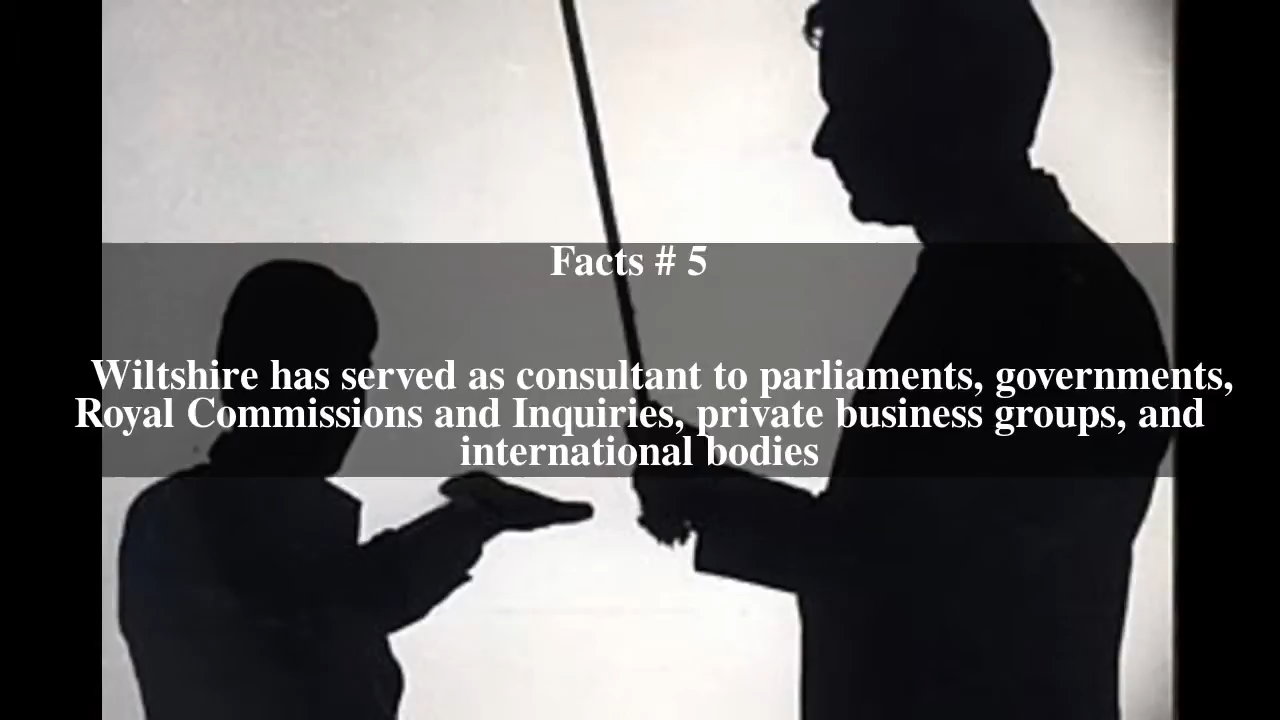 Facts # 5
Wiltshire has served as consultant to parliaments, governments,
Royal Commissions and Inquiries, private business groups, and
international bodies